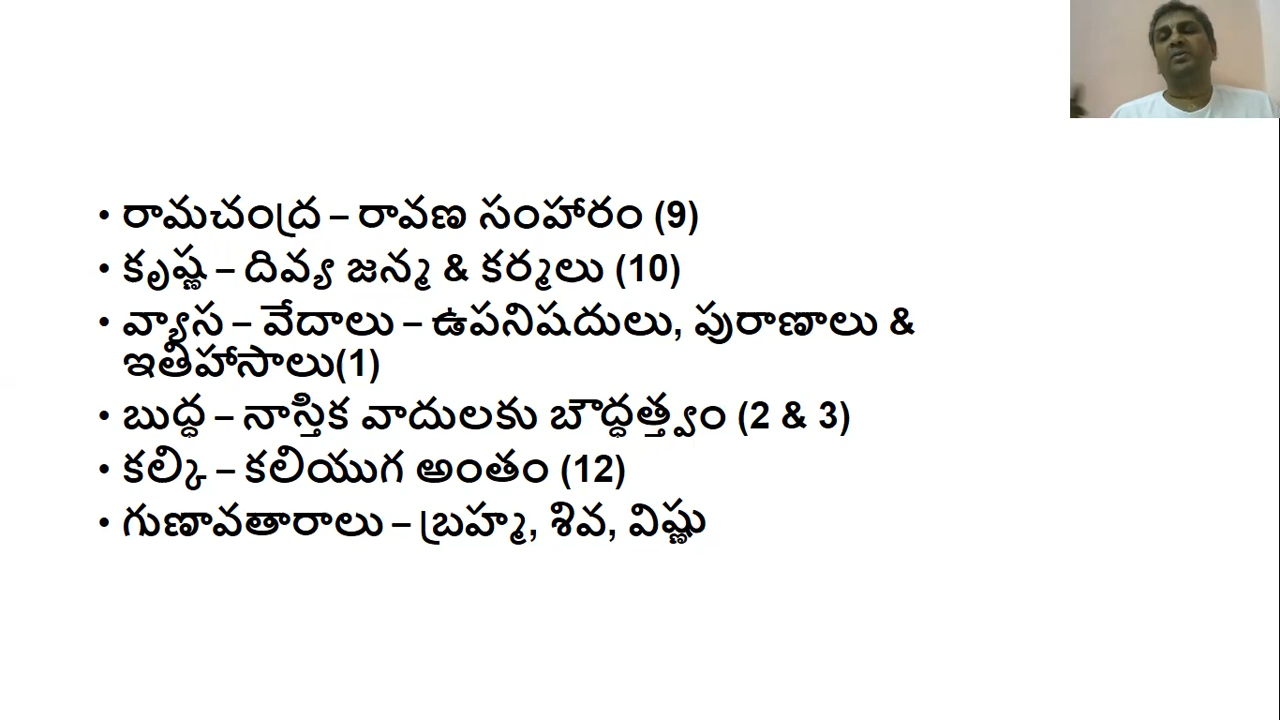 • రామచంద్ర – రావణ సంహారం (9)
• కృష్ణ – దివ్య జన్మ & కర్మలు (10)
• వ్యాస – వేదాలు – ఉపనిషదులు, పురాణాలు &
ఇతిహాసాలు(1)
• బుద్ధ – నాస్తిక వాదులకు బౌద్ధత్త్వం (2 & 3)
• కల్కి – కలియుగ అంతం (12)
• గుణావతారాలు – బ్రహ్మ, శివ, విష్ణు